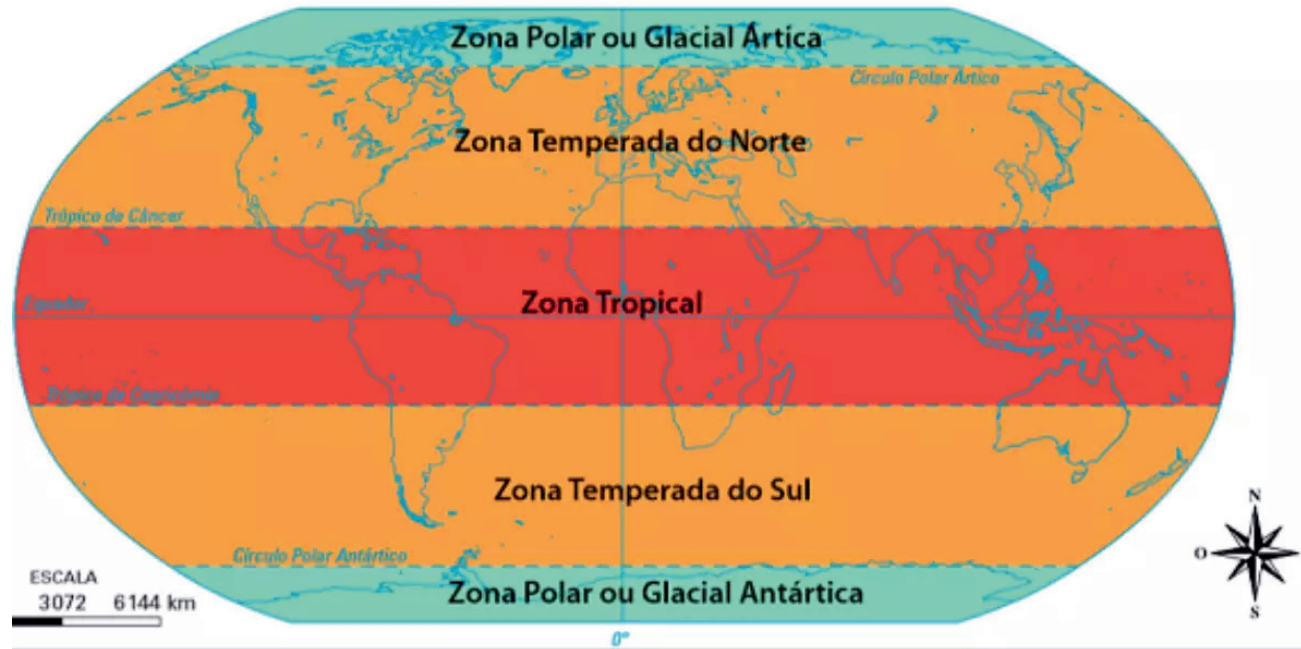 Zona Polar ou Glacial Ártica
Círculo Polar Ártico
Zona Temperada do Norte
Trópico de Câncer
Zona Tropical
Equador
Trópico de Capricórnio
Zona Temperada do Sul
N
O
S
Círculo Polar Antártico
ESCALA
3072 6144 km
Zona Polar ou Glacial Antártica
0°